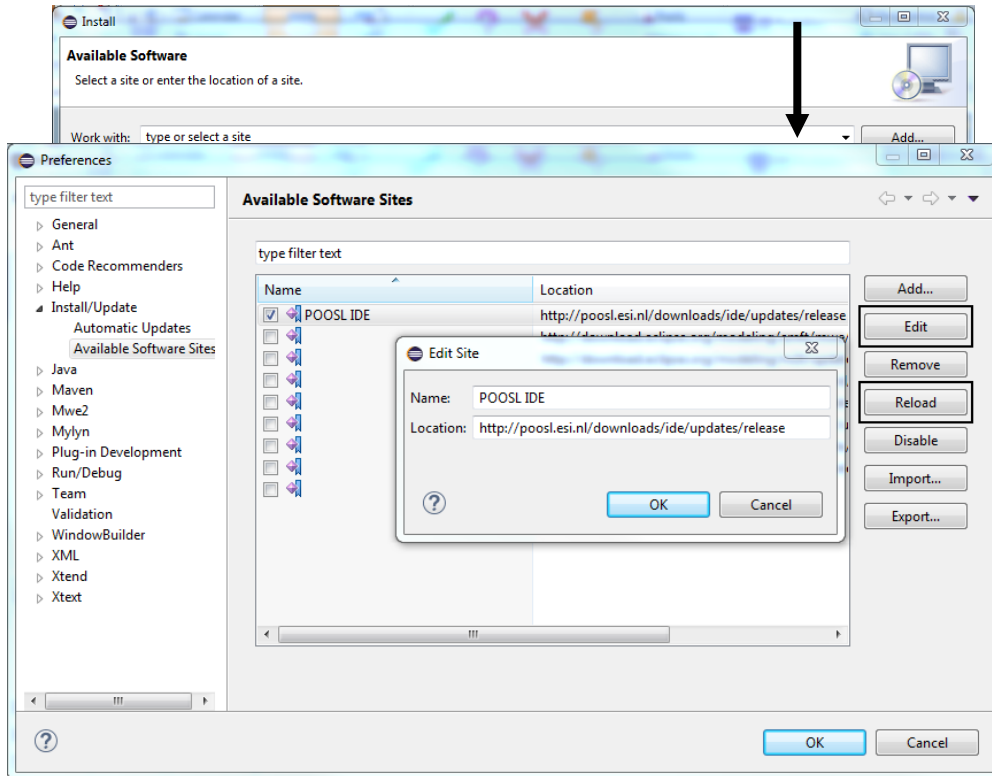 Install
Available Software
Select a site or enter the location of a site.
Work with: type or select a site Add...
Preferences
type filter text
Available Software Sites
General
Ant
Code Recommenders
Help
Install/Update
Automatic Updates
Available Software Sites
Java
Maven
Mwe2
Mylyn
Plug-in Development
Run/Debug
Team
Validation
WindowBuilder
XML
Xtend
Xtext
type filter text
Name Location
POOSL IDE http://poosl.esi.nl/downloads/ide/updates/release
Add...
Edit
Remove
Reload
Disable
Import...
Export...
Edit Site
Name: POOSL IDE
Location: http://poosl.esi.nl/downloads/ide/updates/release
OK Cancel
OK Cancel